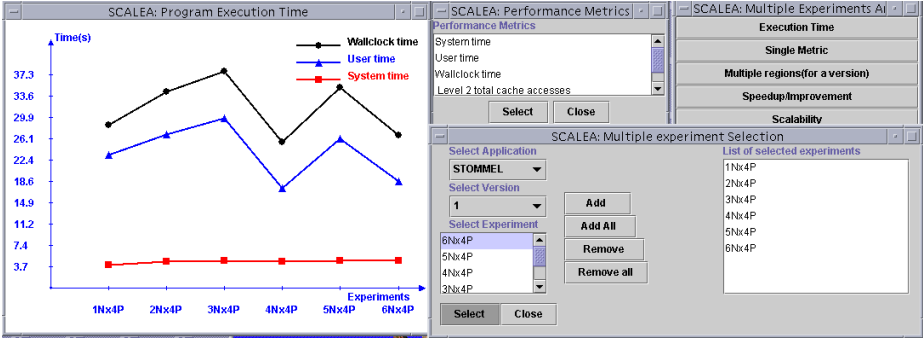 SCALEA: Program Execution Time
Time(s)
Wallclock time
User time
System time
37.3
33.6
29.9
26.1
22.4
18.6
14.9
11.2
7.4
3.7
Experiments
1Nx4P 2Nx4P 3Nx4P 4Nx4P 5Nx4P 6Nx4P
SCALEA: Performance Metrics
Performance Metrics
System time
User time
Wallclock time
Level 2 total cache accesses
Select Close
SCALEA: Multiple Experiments
Execution Time
Single Metric
Multiple regions(for a version)
Speedup/Improvement
Scalability
SCALEA: Multiple experiment Selection
Select Application
STOMMEL
Select Version
1
Select Experiment
6Nx4P
5Nx4P
4Nx4P
3Nx4P
Add
Add All
Remove
Remove all
List of selected experiments
1Nx4P
2Nx4P
3Nx4P
4Nx4P
5Nx4P
6Nx4P
Select Close